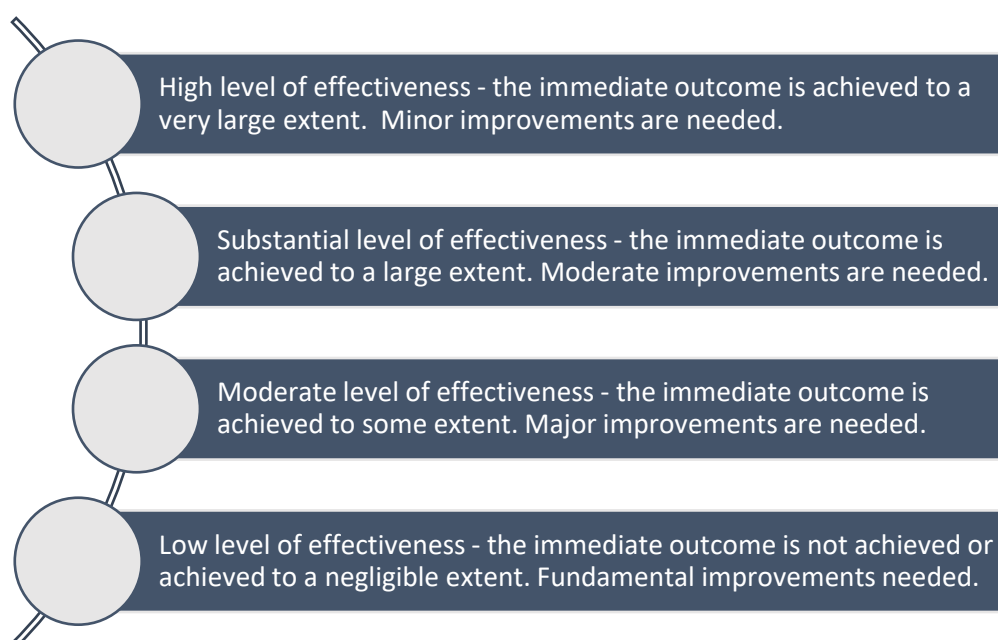 High level of effectiveness - the immediate outcome is achieved to a
very large extent.  Minor improvements are needed.
Substantial level of effectiveness - the immediate outcome is
achieved to a large extent. Moderate improvements are needed.
Moderate level of effectiveness - the immediate outcome is
achieved to some extent. Major improvements are needed.
Low level of effectiveness - the immediate outcome is not achieved or
achieved to a negligible extent. Fundamental improvements needed.